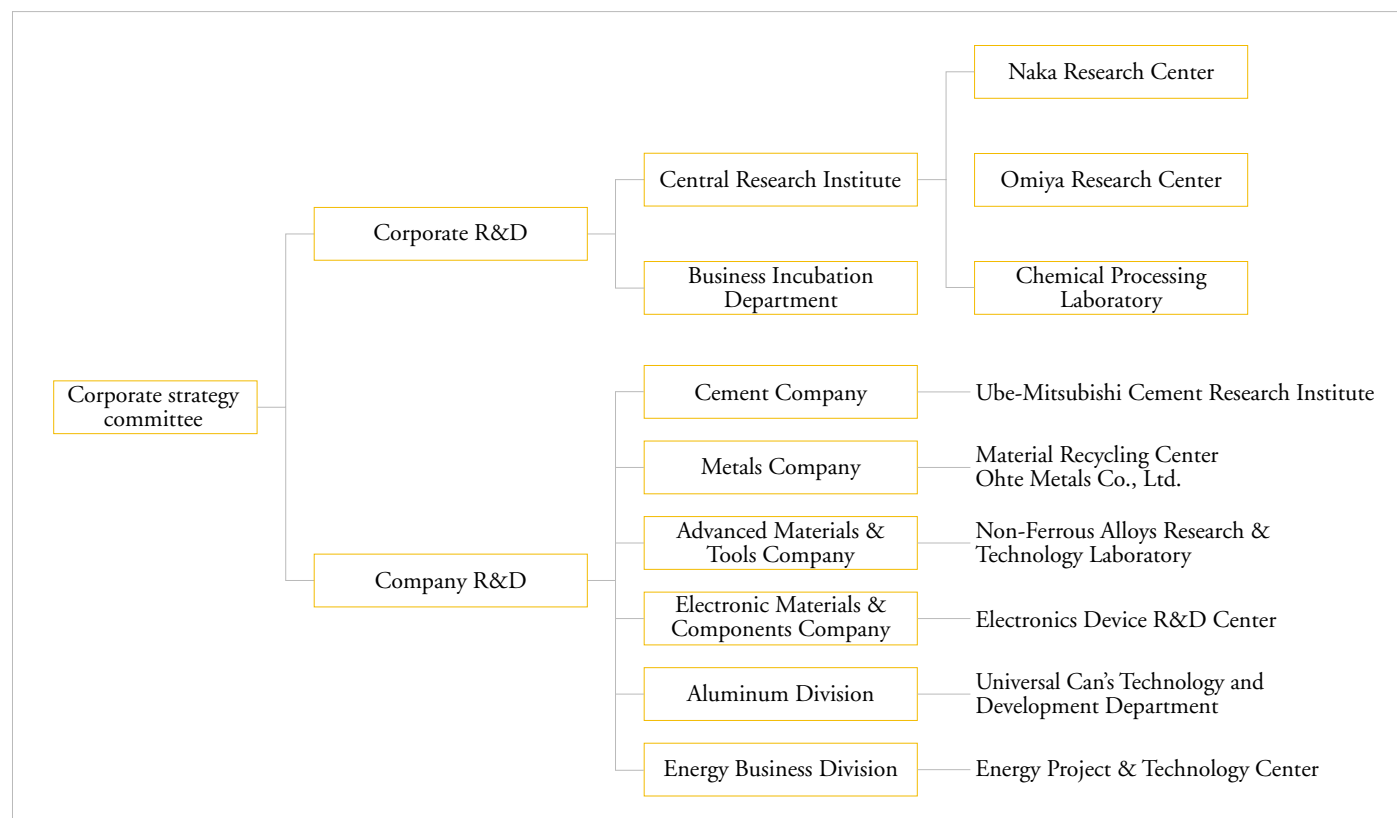 Naka Research Center
Central Research Institute
Omiya Research Center
Corporate R&D
Business Incubation
Department
Chemical Processing
Laboratory
Corporate strategy
committee
Cement Company
Ube-Mitsubishi Cement Research Institute
Metals Company
Material Recycling Center
Ohte Metals Co., Ltd.
Advanced Materials &
Tools Company
Non-Ferrous Alloys Research &
Technology Laboratory
Company R&D
Electronic Materials &
Components Company
Electronics Device R&D Center
Aluminum Division
Universal Can’s Technology and
Development Department
Energy Business Division
Energy Project & Technology Center